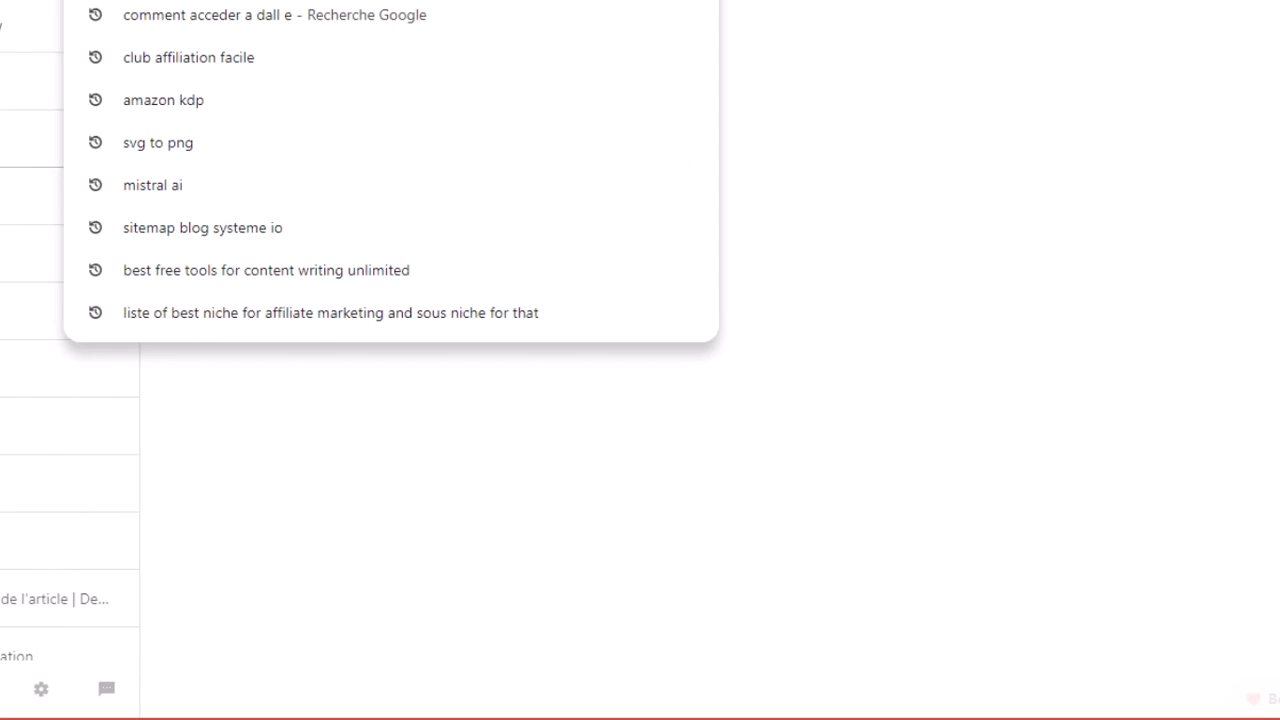 comment acceder a dall e - Recherche Google
club affiliation facile
amazon kdp
svg to png
mistral ai
sitemap blog systeme io
best free tools for content writing unlimited
liste of best niche for affiliate marketing and sous niche for that
de l'article | De...
ation